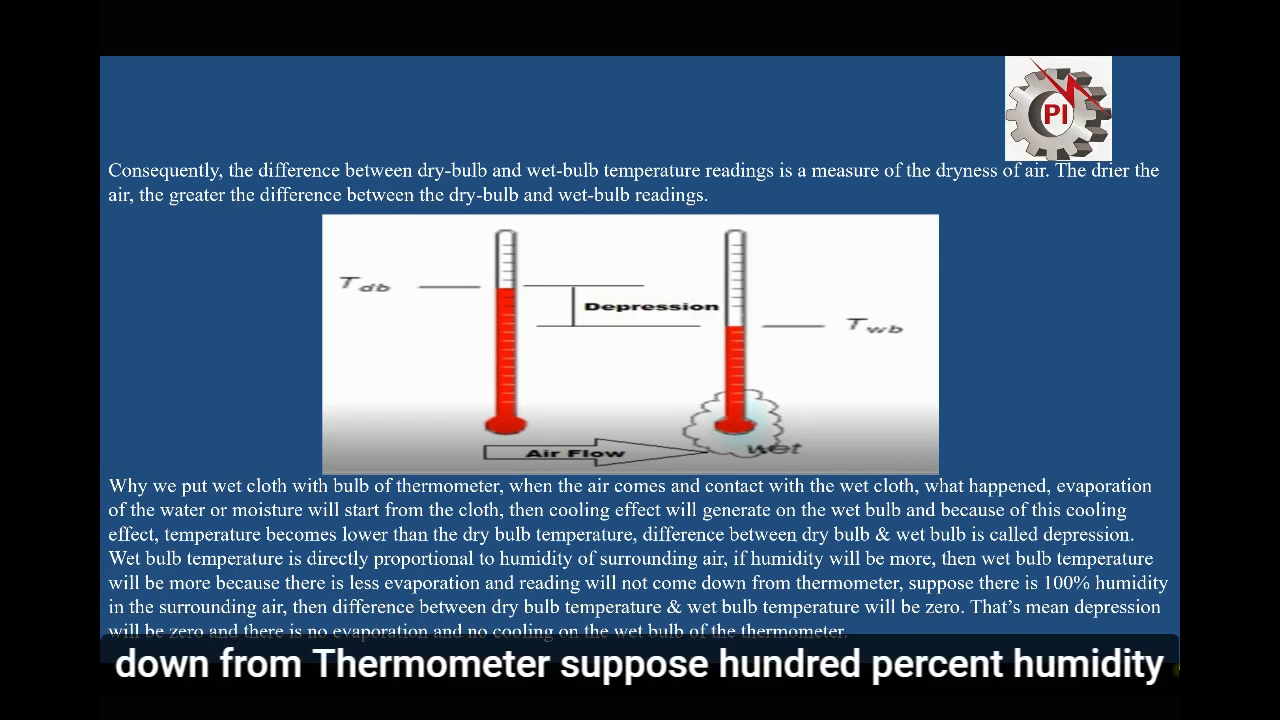 PI
Consequently, the difference between dry-bulb and wet-bulb temperature readings is a measure of the dryness of air. The drier the
air, the greater the difference between the dry-bulb and wet-bulb readings.
T db
Depression
T wb
wet
Air Flow
Why we put wet cloth with bulb of thermometer, when the air comes and contact with the wet cloth, what happened, evaporation
of the water or moisture will start from the cloth, then cooling effect will generate on the wet bulb and because of this cooling
effect, temperature becomes lower than the dry bulb temperature, difference between dry bulb & wet bulb is called depression.
Wet bulb temperature is directly proportional to humidity of surrounding air, if humidity will be more, then wet bulb temperature
will be more because there is less evaporation and reading will not come down from thermometer, suppose there is 100% humidity
in the surrounding air, then difference between dry bulb temperature & wet bulb temperature will be zero. That’s mean depression
will be zero and there is no evaporation and no cooling on the wet bulb of the thermometer.
down from Thermometer suppose hundred percent humidity